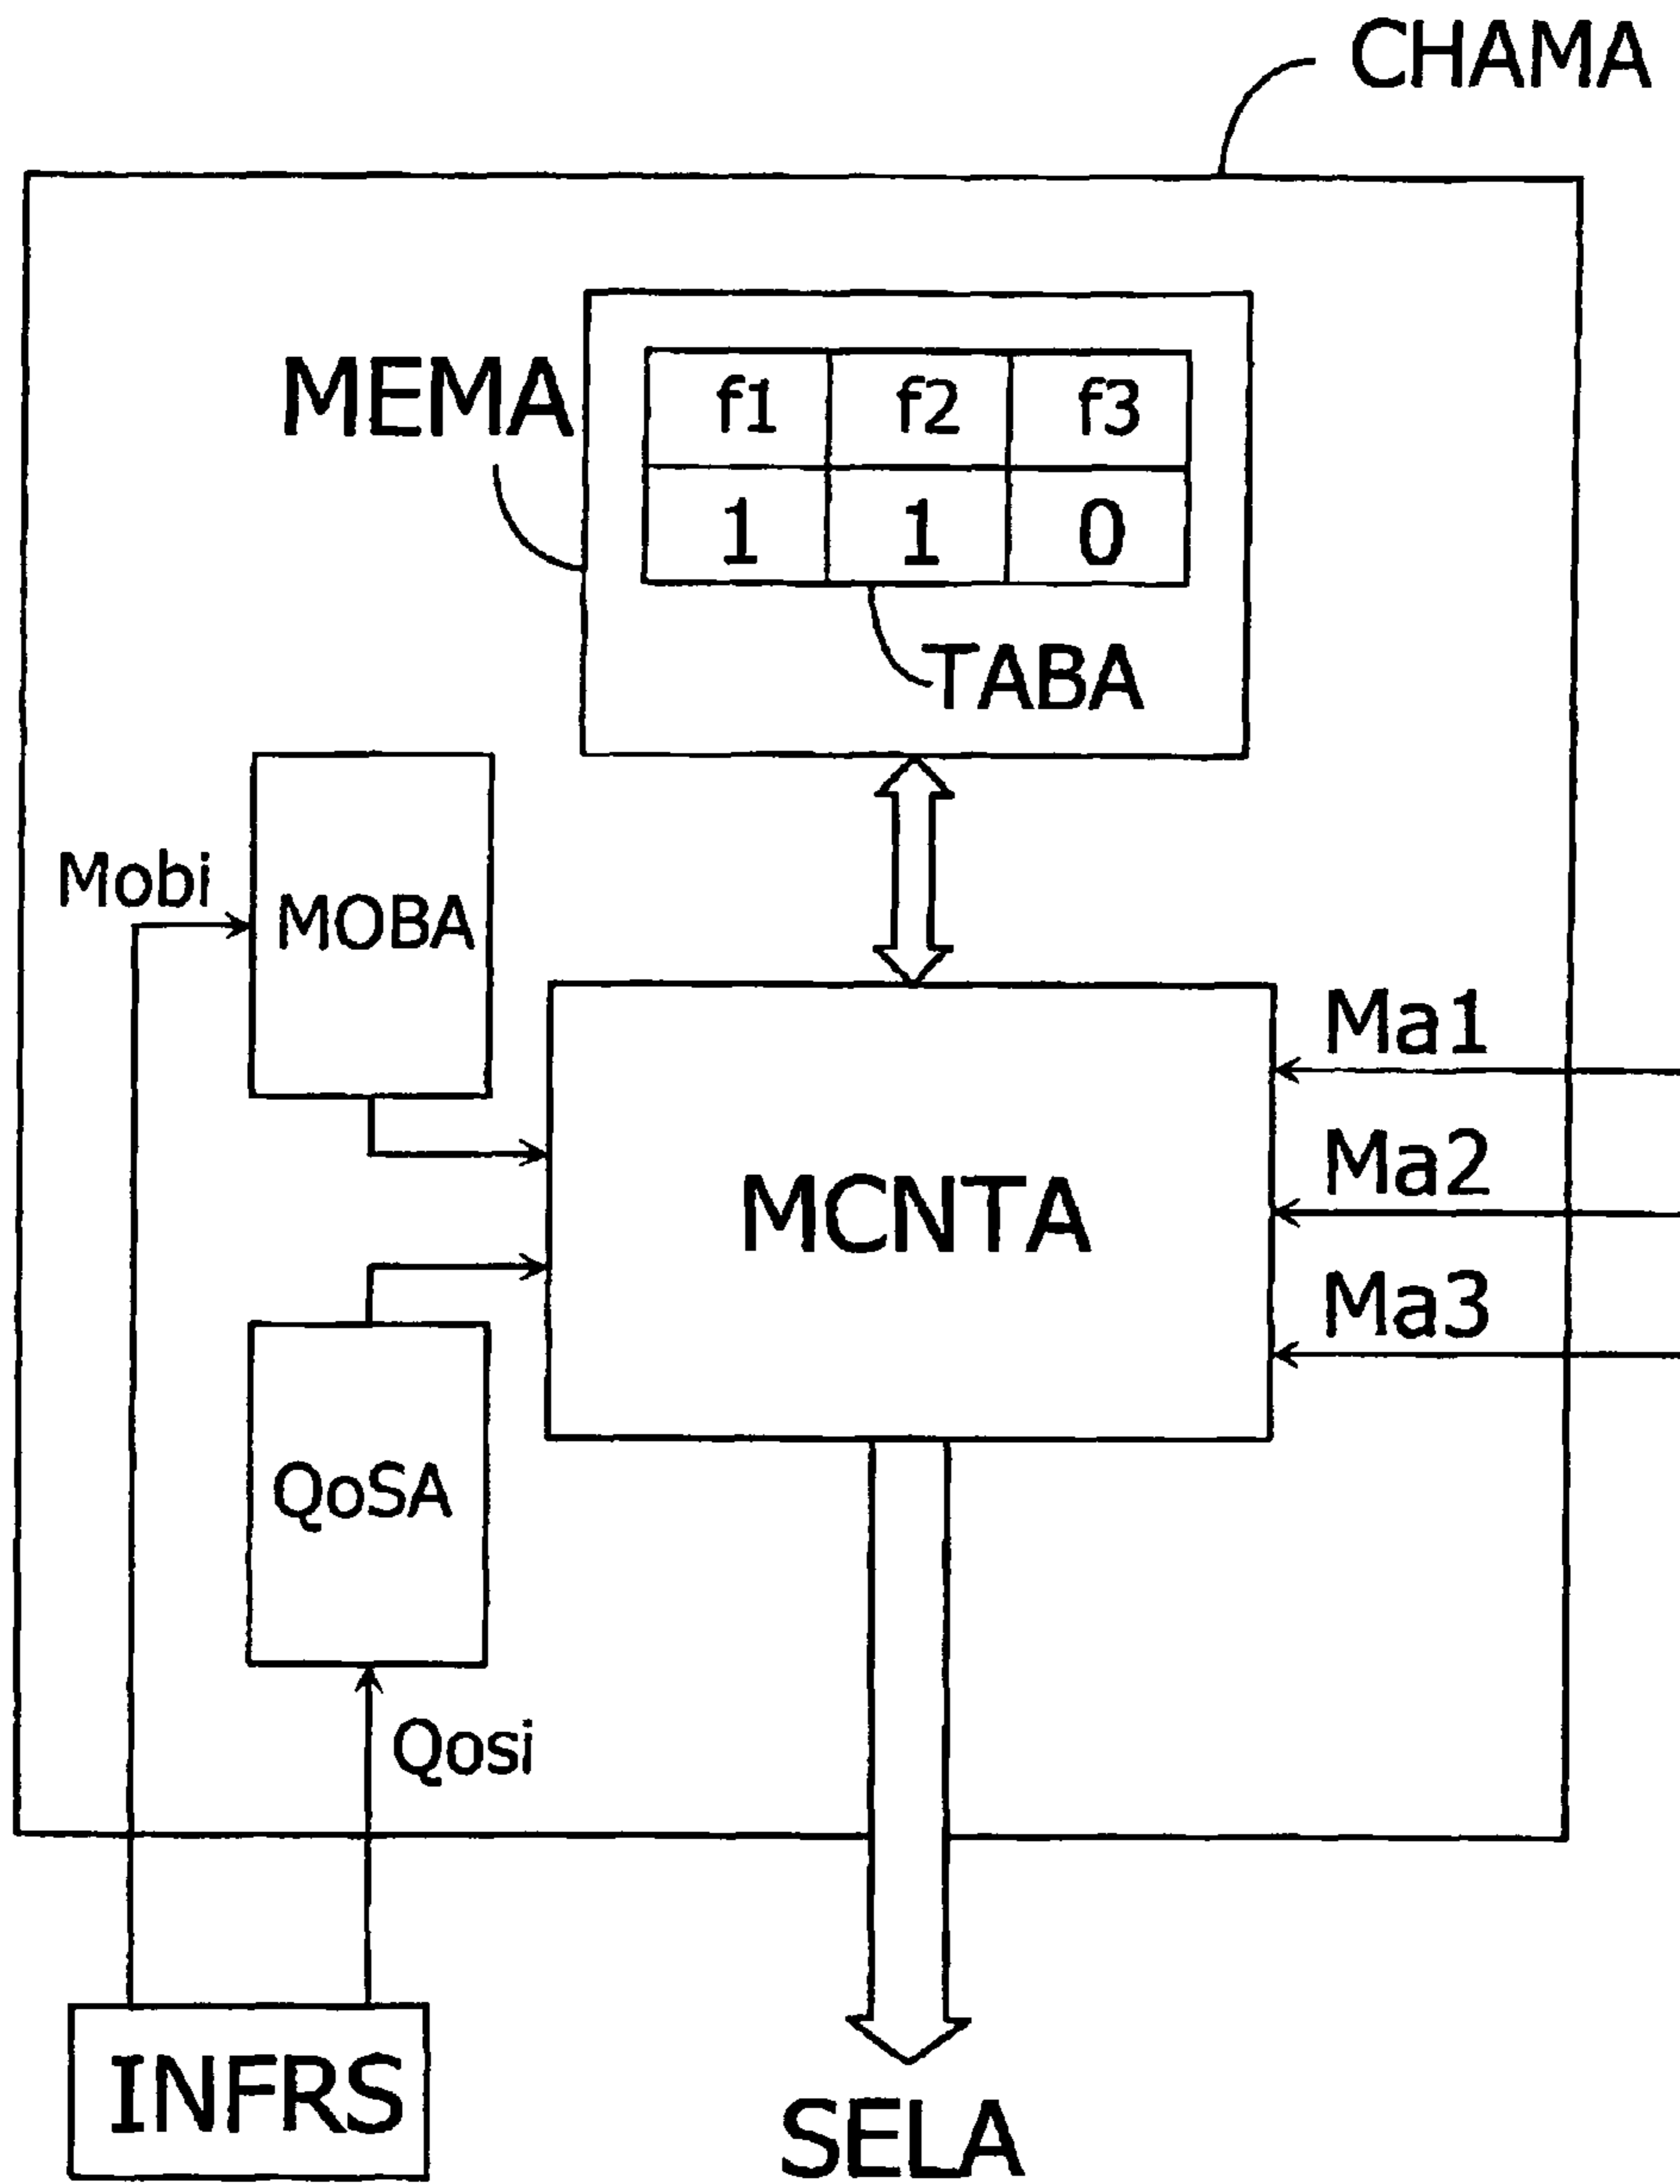 CHAMA
MEMA
f1 f2 f3
1 1 0
TABA
Mobi
MOBA
Ma1
Ma2
MCNTA
Ma3
QoSA
Qosi
INFRS
SELA